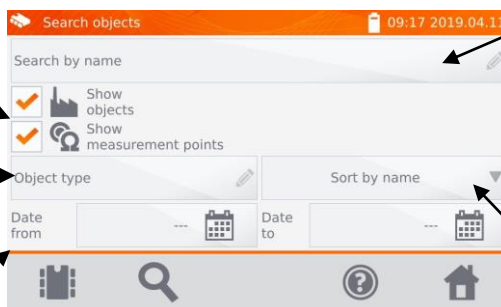 Search objects 09:17 2019.04.11
Search by name
Show
objects
Show
measurement points
Object type Sort by name
Date
from --- Date
to ---